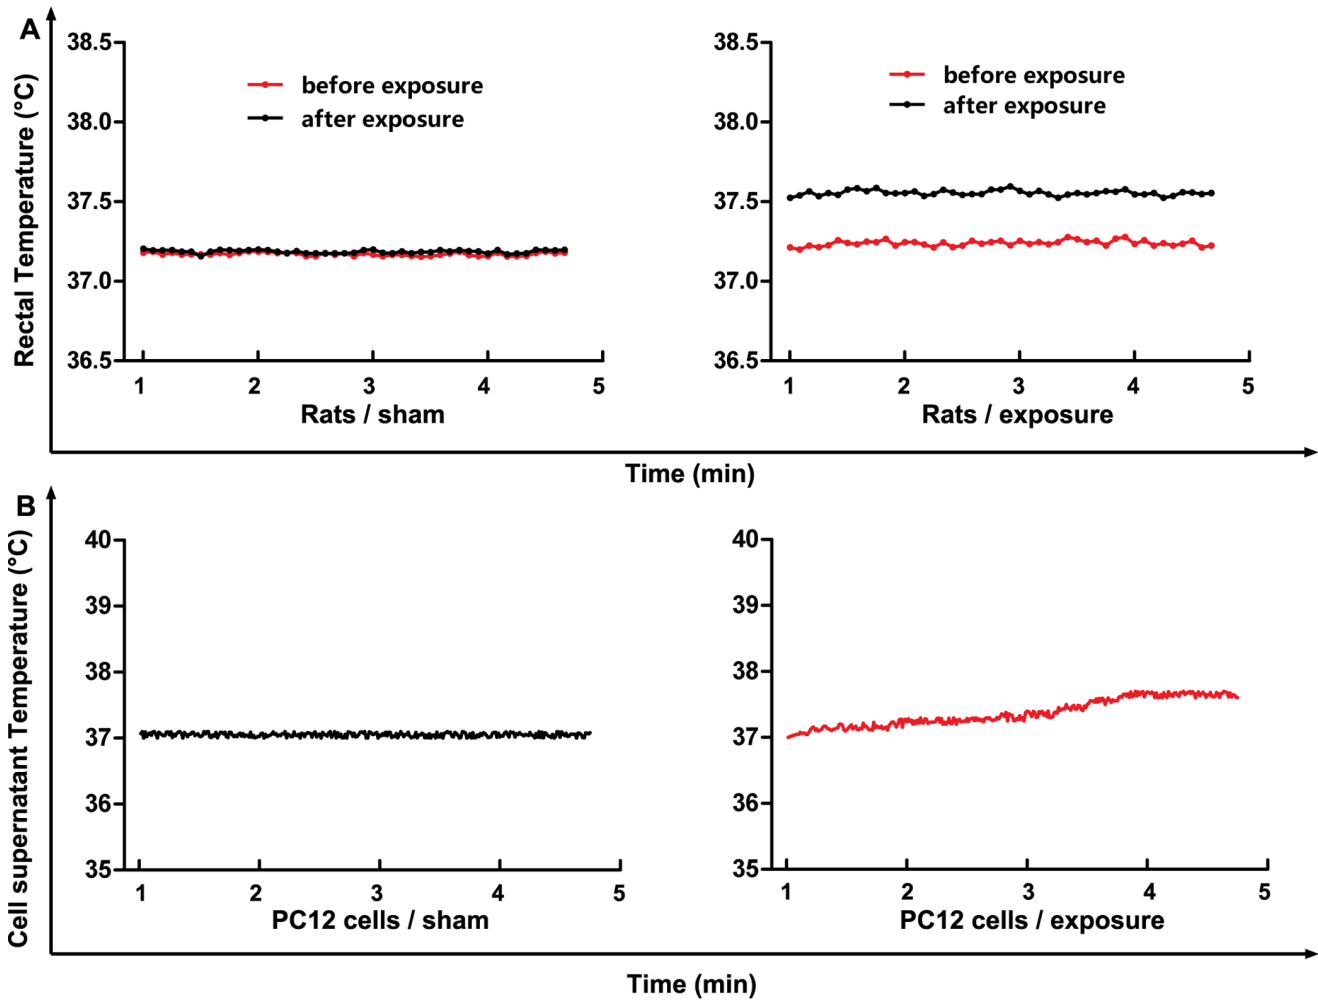 A
Rectal Temperature (°C)
38.5
38.0
37.5
37.0
36.5
before exposure
after exposure
1 2 3 4 5
Rats / sham
38.5
38.0
37.5
37.0
36.5
before exposure
after exposure
1 2 3 4 5
Rats / exposure
Time (min)
B
Cell supernatant Temperature (°C)
40
39
38
37
36
35
1 2 3 4 5
PC12 cells / sham
40
39
38
37
36
35
1 2 3 4 5
PC12 cells / exposure
Time (min)